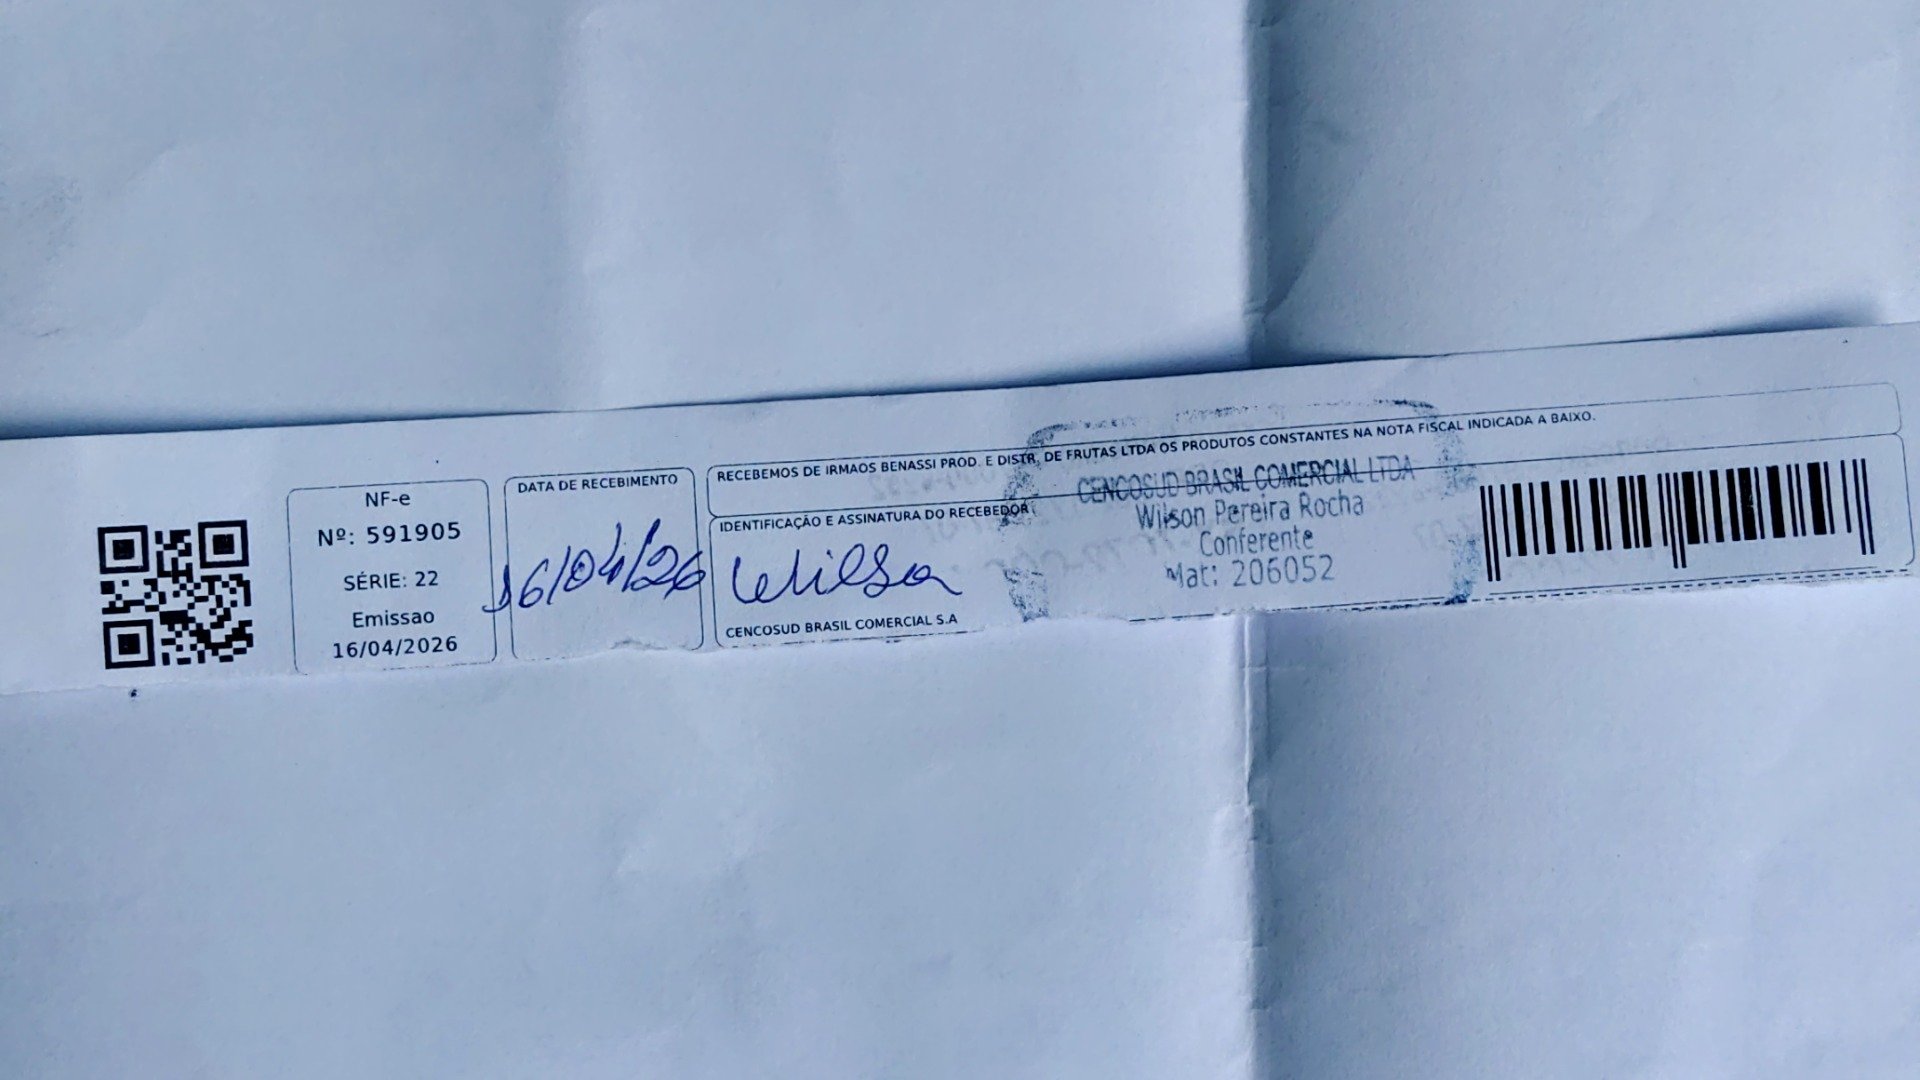 NF-e
Nº: 591905
SÉRIE: 22
Emissao
16/04/2026
DATA DE RECEBIMENTO
16/04/26
RECEBEMOS DE IRMAOS BENASSI PROD. E DISTR. DE FRUTAS LTDA OS PRODUTOS CONSTANTES NA NOTA FISCAL INDICADA A BAIXO.
IDENTIFICAÇÃO E ASSINATURA DO RECEBEDOR
Wilson
CENCOSUD BRASIL COMERCIAL S.A
CENCOSUD BRASIL COMERCIAL LTDA
Wilson Pereira Rocha
Conferente
Mat: 206052